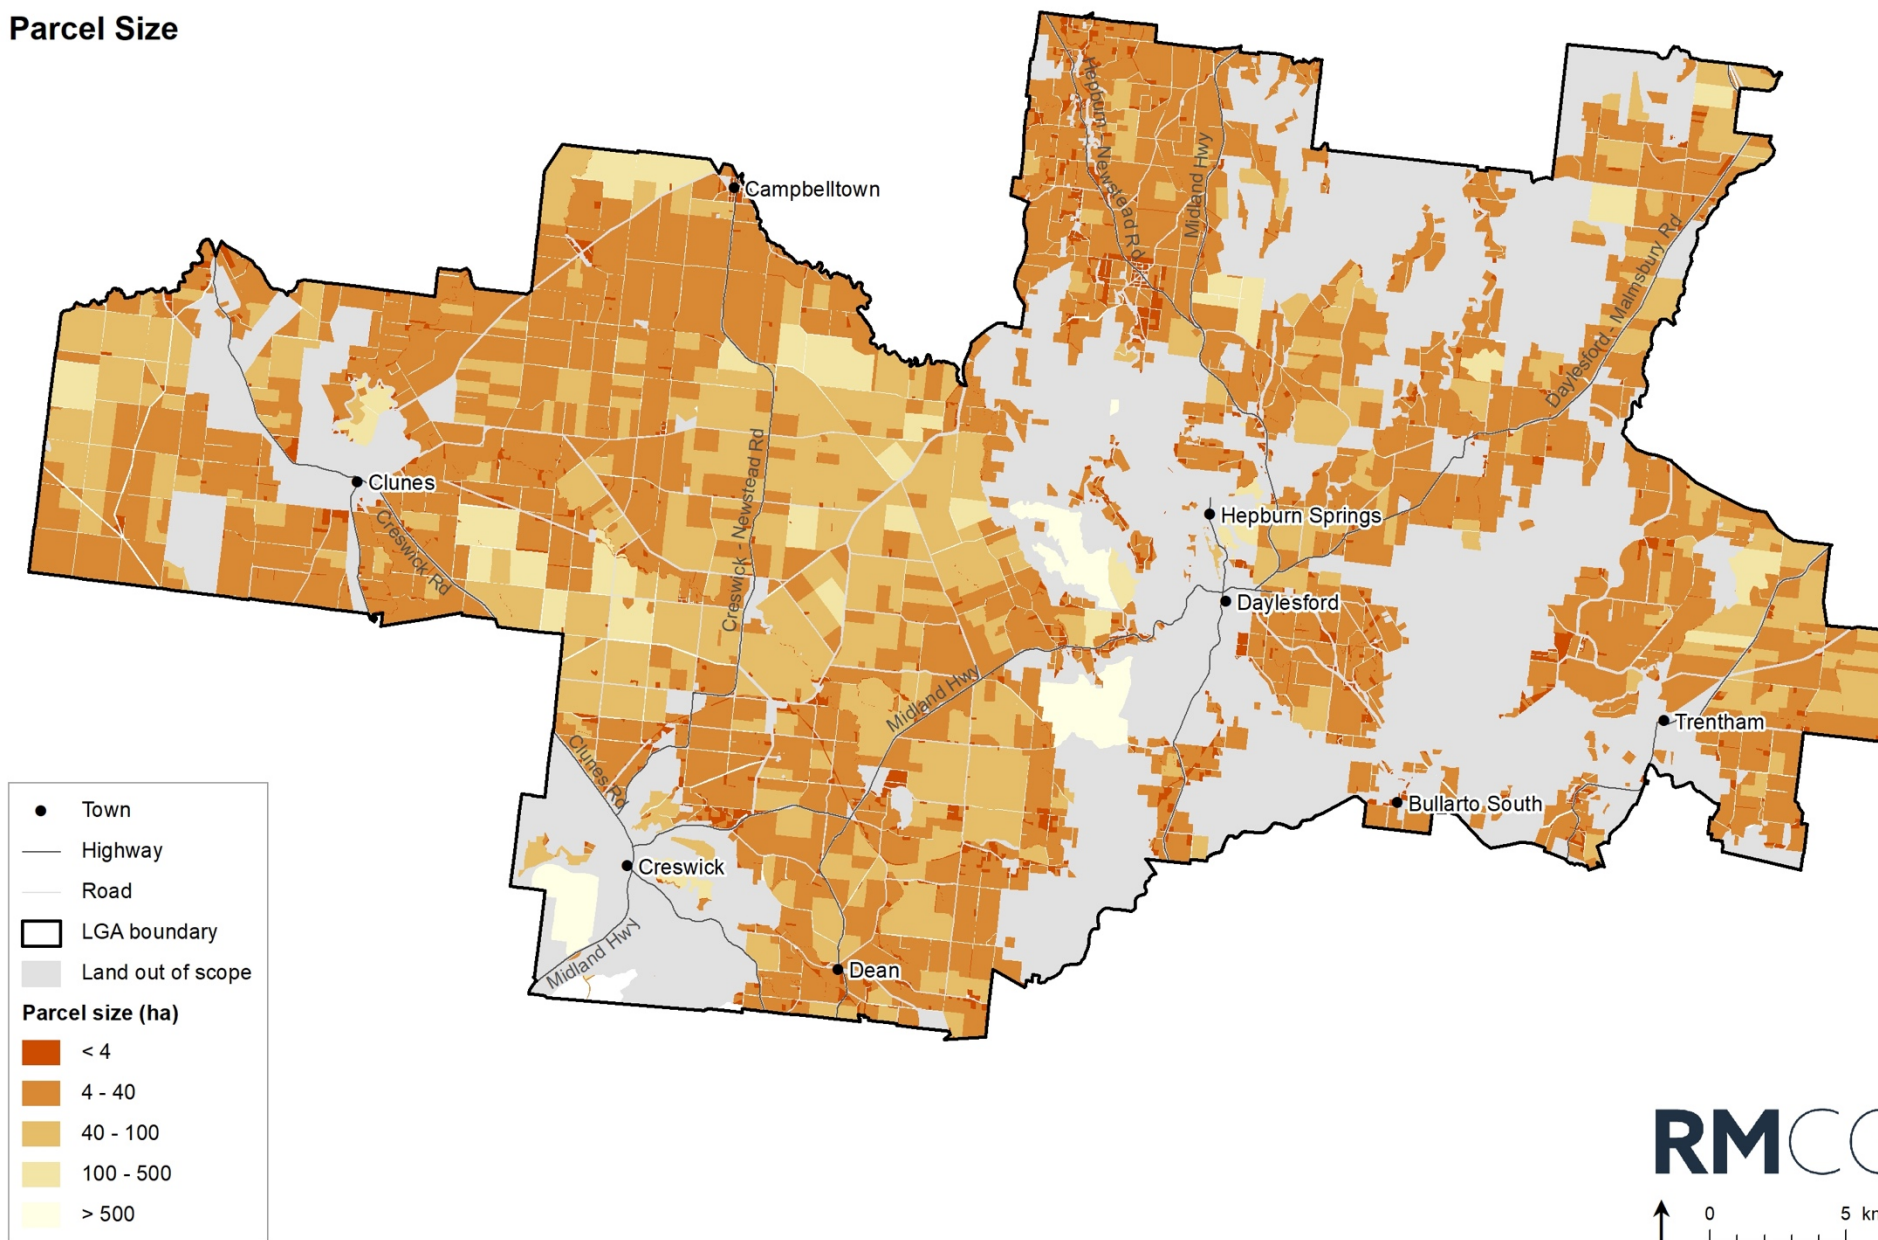 Parcel Size
Hepburn - Newstead Rd
Midland Hwy
Campbelltown
Daylesford - Malmsbury Rd
Clunes
Creswick Rd
Creswick - Newstead Rd
Hepburn Springs
Daylesford
Midland Hwy
Trentham
Clunes Rd
Bullarto South
Creswick
Midland Hwy
Dean
Town
Highway
Road
LGA boundary
Land out of scope
Parcel size (ha)
< 4
4 - 40
40 - 100
100 - 500
> 500
RMCG
0 5 km